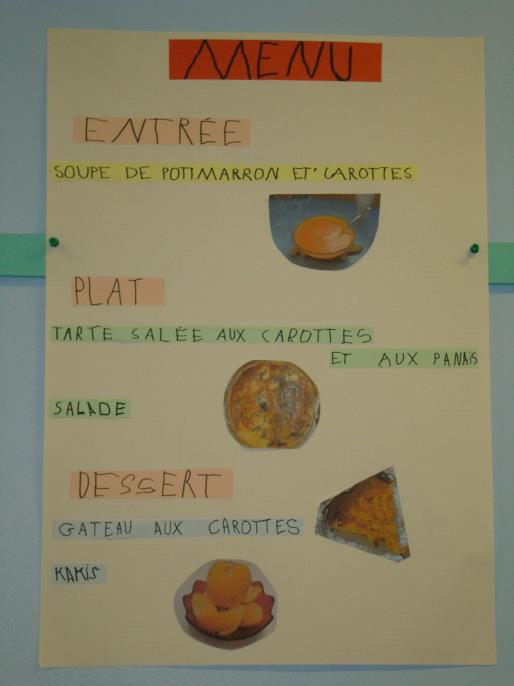 MENU
ENTRÉE
SOUPE DE POTIMARRON ET CAROTTES
PLAT
TARTE SALÉE AUX CAROTTES
ET AUX PANAIS
SALADE
DESSERT
GATEAU AUX CAROTTES
KAKIS